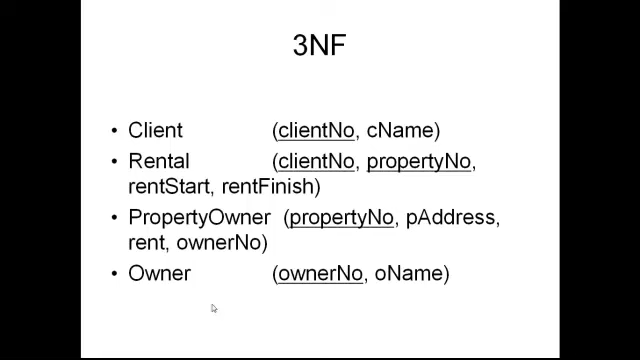 3NF
• Client (clientNo, cName)
• Rental (clientNo, propertyNo,
rentStart, rentFinish)
• PropertyOwner (propertyNo, pAddress,
rent, ownerNo)
• Owner (ownerNo, oName)